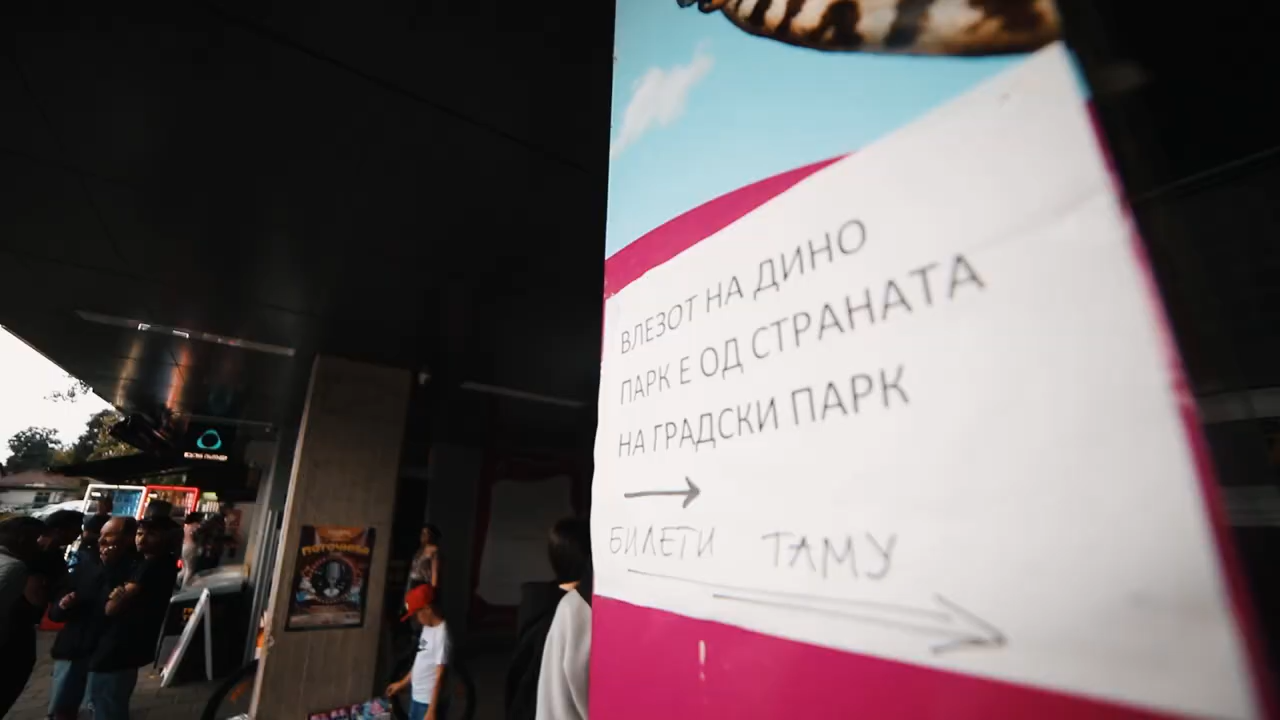 ВЛЕЗОТ НА ДИНО
ПАРК Е ОД СТРАНАТА
НА ГРАДСКИ ПАРК
БИЛЕТИ ТАМУ